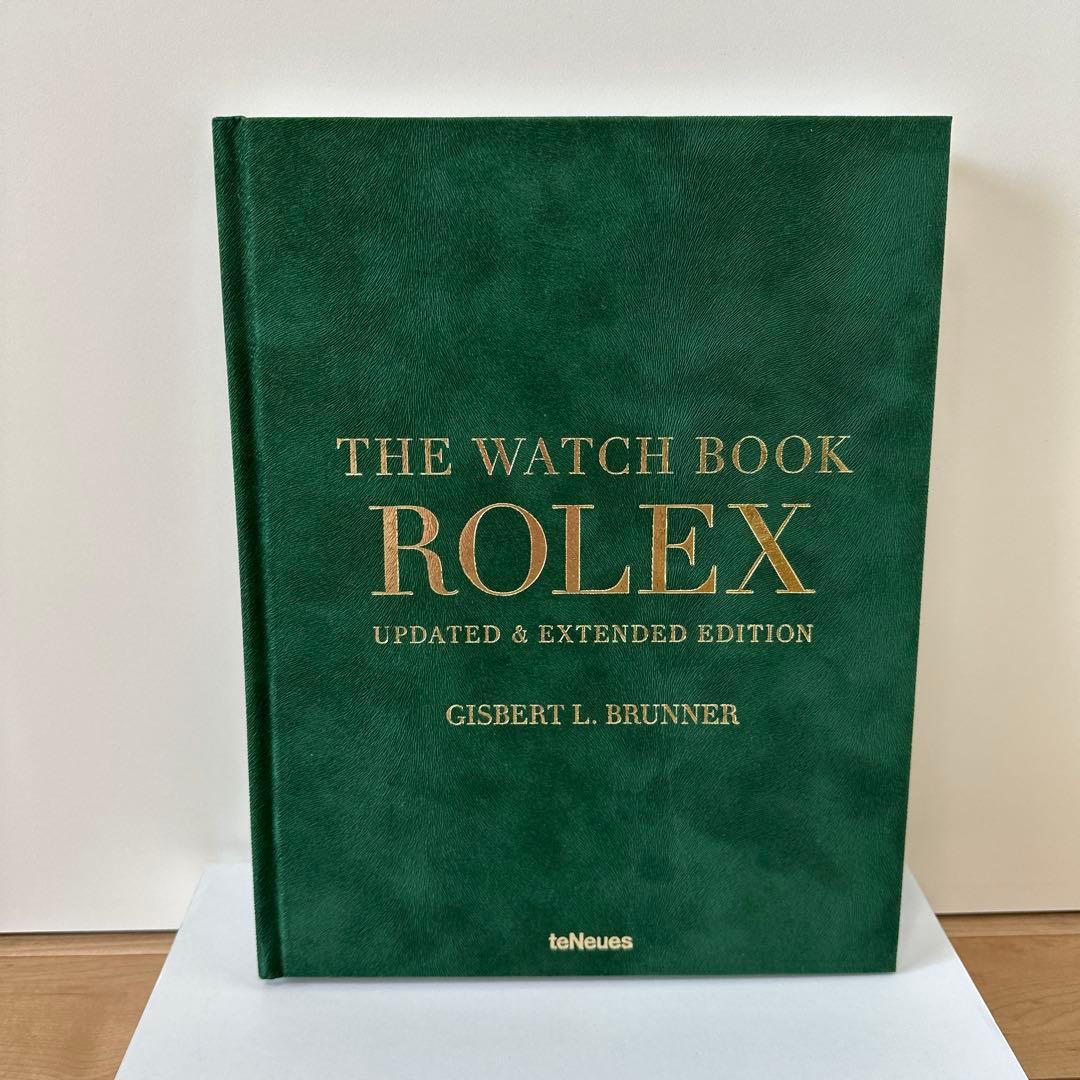 THE WATCH BOOK
ROLEX
UPDATED & EXTENDED EDITION
GISBERT L. BRUNNER
teNeues